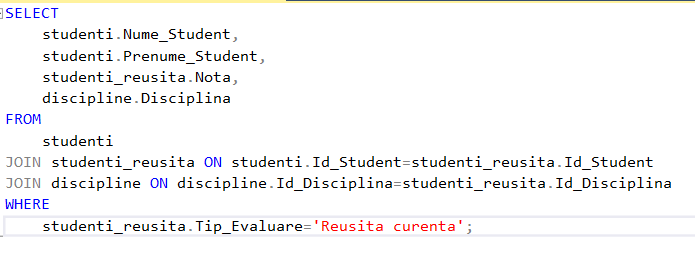 SELECT
studenti.Nume_Student,
studenti.Prenume_Student,
studenti_reusita.Nota,
discipline.Disciplina
FROM
studenti
JOIN studenti_reusita ON studenti.Id_Student=studenti_reusita.Id_Student
JOIN discipline ON discipline.Id_Disciplina=studenti_reusita.Id_Disciplina
WHERE
studenti_reusita.Tip_Evaluare='Reusita curenta';